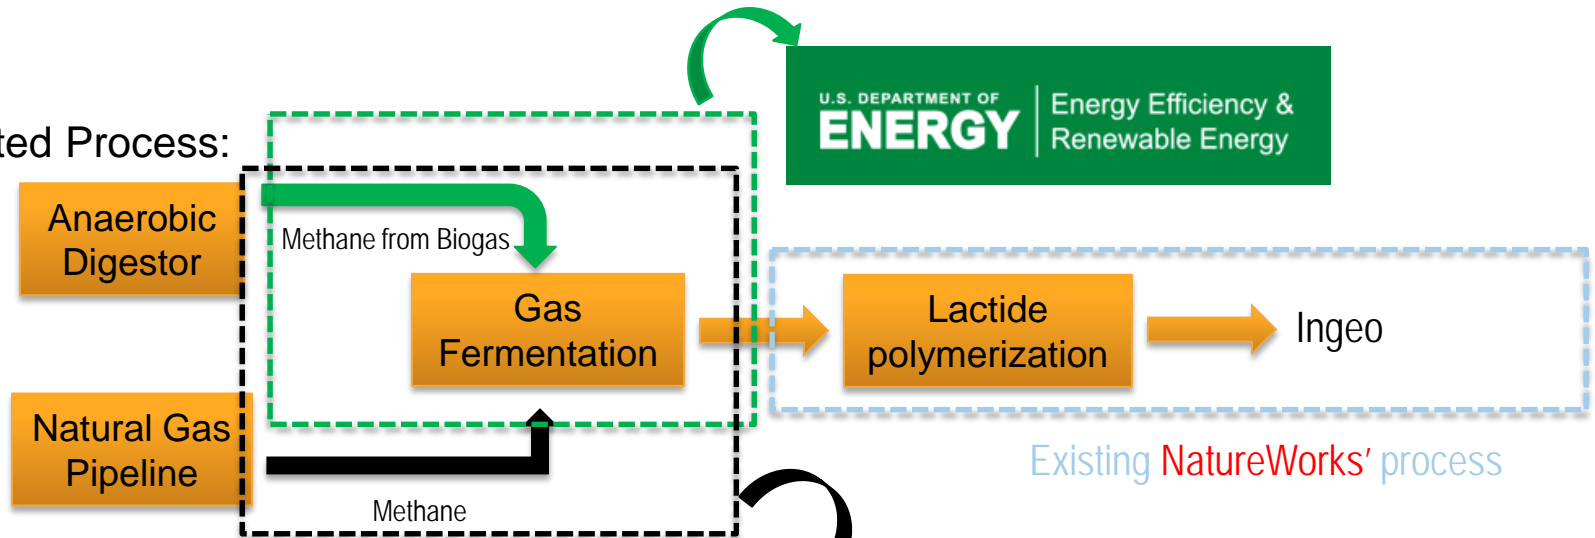 ted Process:
U.S. DEPARTMENT OF
ENERGY
Energy Efficiency &
Renewable Energy
Anaerobic
Digestor
Methane from Biogas
Gas
Fermentation
Lactide
polymerization
Ingeo
Natural Gas
Pipeline
Methane
Existing NatureWorks' process